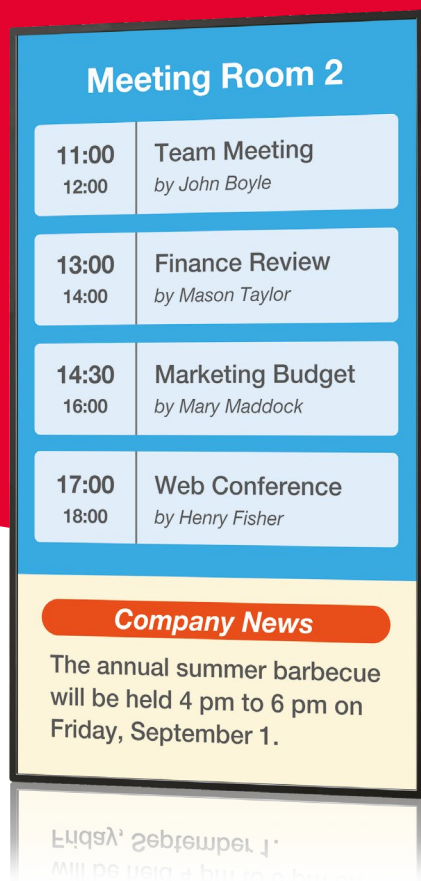 Meeting Room 2
11:00 Team Meeting
12:00 by John Boyle
13:00 Finance Review
14:00 by Mason Taylor
14:30 Marketing Budget
16:00 by Mary Maddock
17:00 Web Conference
18:00 by Henry Fisher
Company News
The annual summer barbecue
will be held 4 pm to 6 pm on
Friday, September 1.